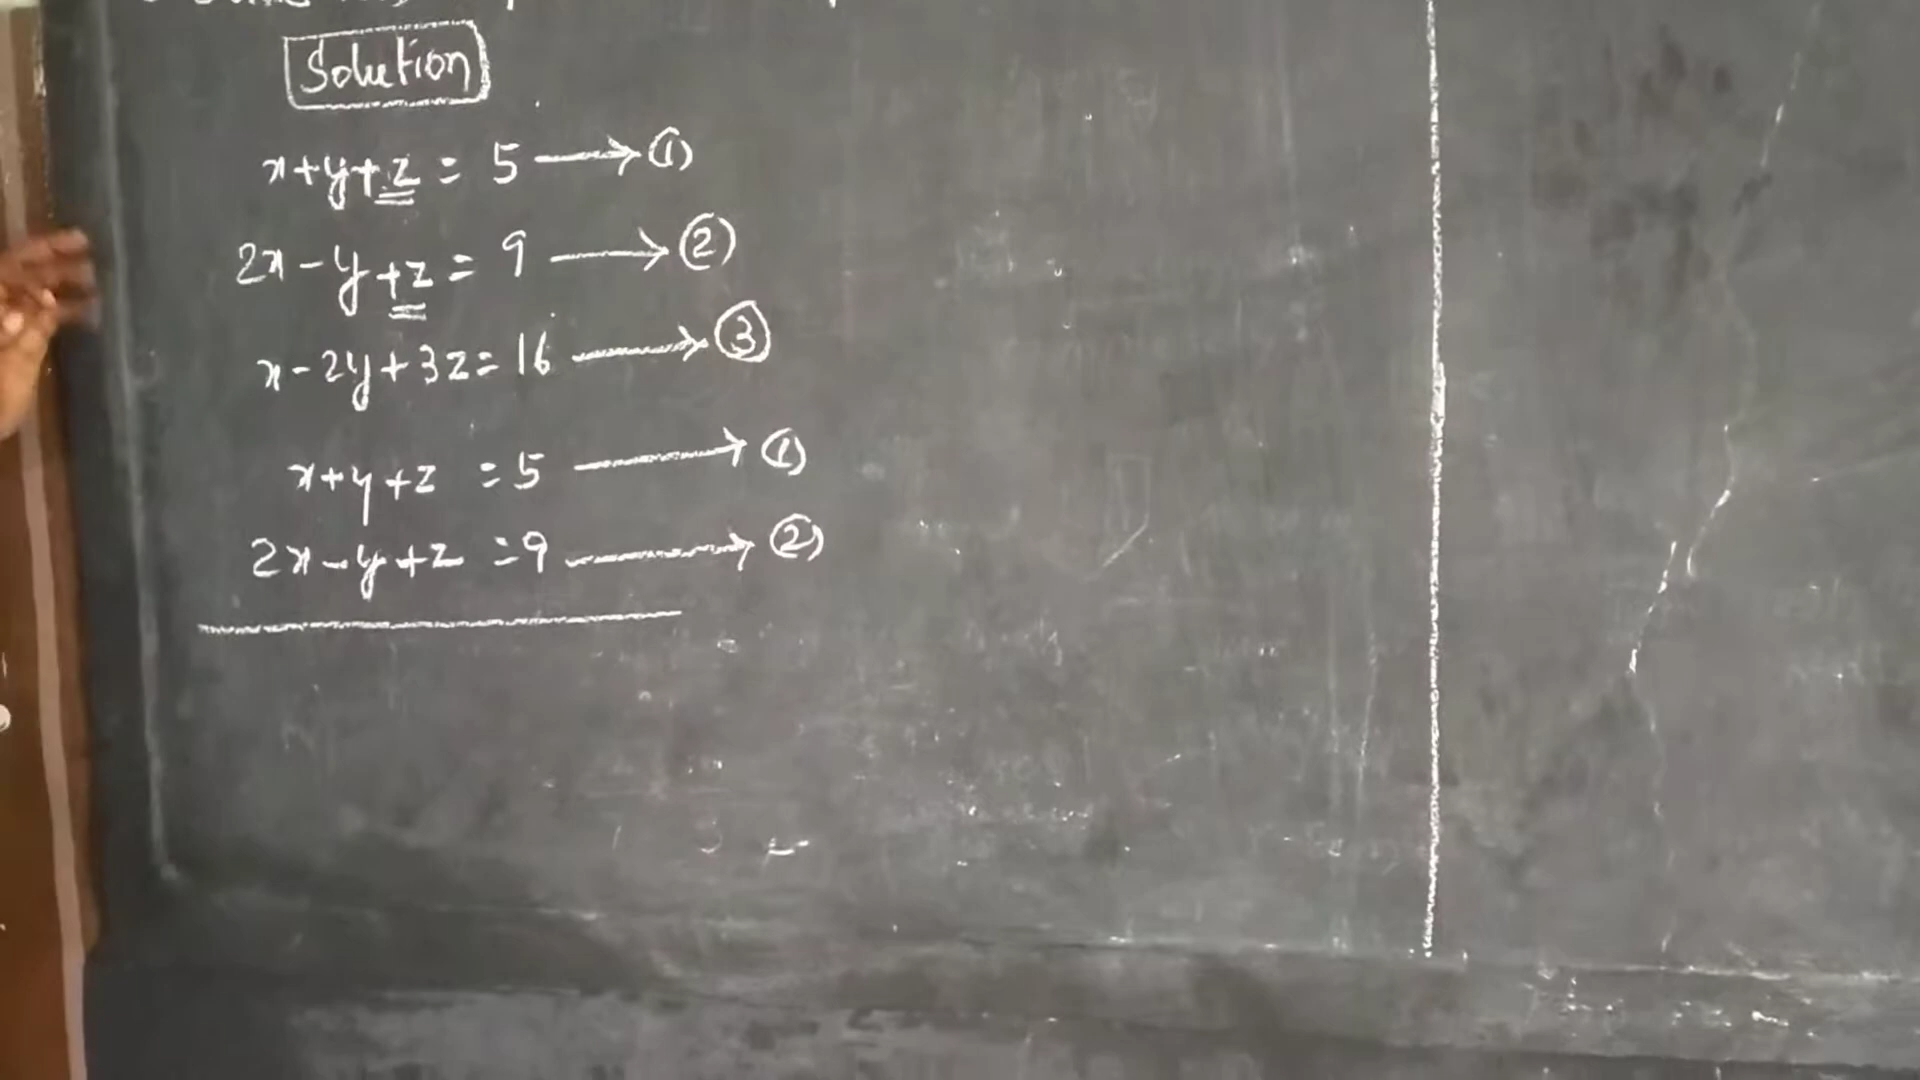 Solution
x+y+z = 5 → (1)
2x-y+z = 9 → (2)
x-2y+3z=16 → (3)
x+y+z =5 → (1)
2x-y+z =9 → (2)